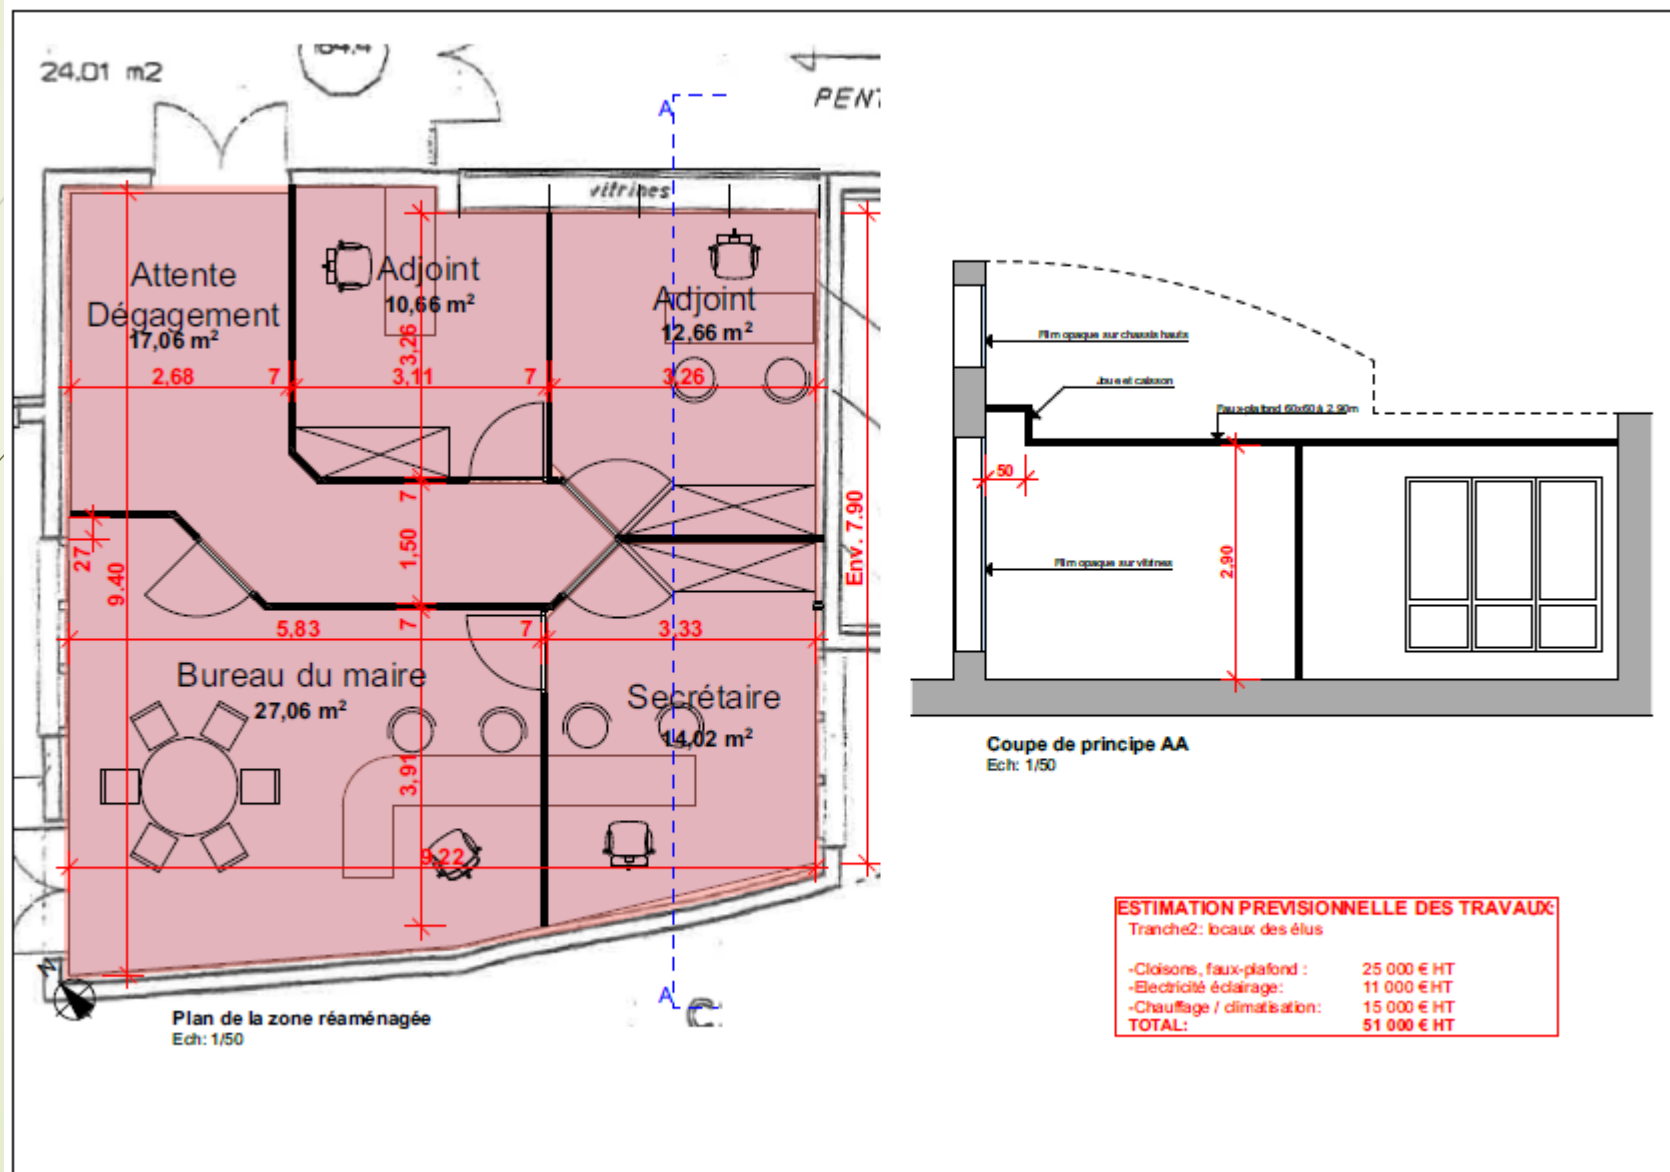 24.01 m2
164.4
PENT
A
vitrines
Attente
Dégagement
17,06 m²
Adjoint
10,66 m²
Adjoint
12,66 m²
3,26
2,68
7
3,11
7
3,26
7
1,50
27
9.40
Env. 7.90
7
5,83
7
3,33
Bureau du maire
27,06 m²
Secrétaire
14,02 m²
3,91
9,22
A
N
Plan de la zone réaménagée
Ech: 1/50
Film opaque sur chassis hauts
Joue et caisson
Faux-plafond 60x60 à 2.90m
50
2,90
Film opaque sur vitrines
Coupe de principe AA
Ech: 1/50
ESTIMATION PREVISIONNELLE DES TRAVAUX:
Tranche2: locaux des élus
-Cloisons, faux-plafond : 25 000 € HT
-Electricité éclairage: 11 000 € HT
-Chauffage / climatisation: 15 000 € HT
TOTAL: 51 000 € HT